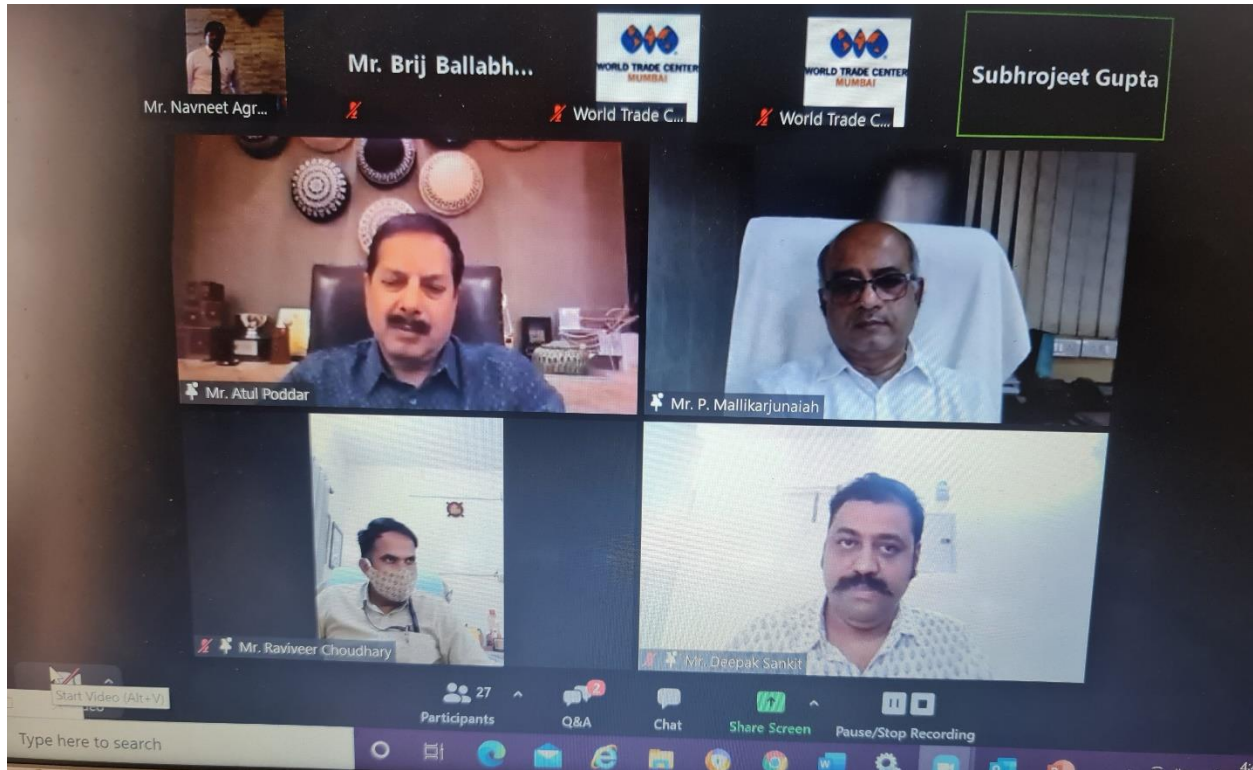 Mr. Navneet Agr...
Mr. Brij Ballabh...
WORLD TRADE CENTER
MUMBAI
World Trade C...
WORLD TRADE CENTER
MUMBAI
World Trade C...
Subhrojeet Gupta
Mr. Atul Poddar
Mr. P. Mallikarjunaiah
Mr. Raviveer Choudhary
Mr. Deepak Sankit
Start Video (Alt+V)
27
2
Participants
Q&A
Chat
Share Screen
Pause/Stop Recording
Type here to search